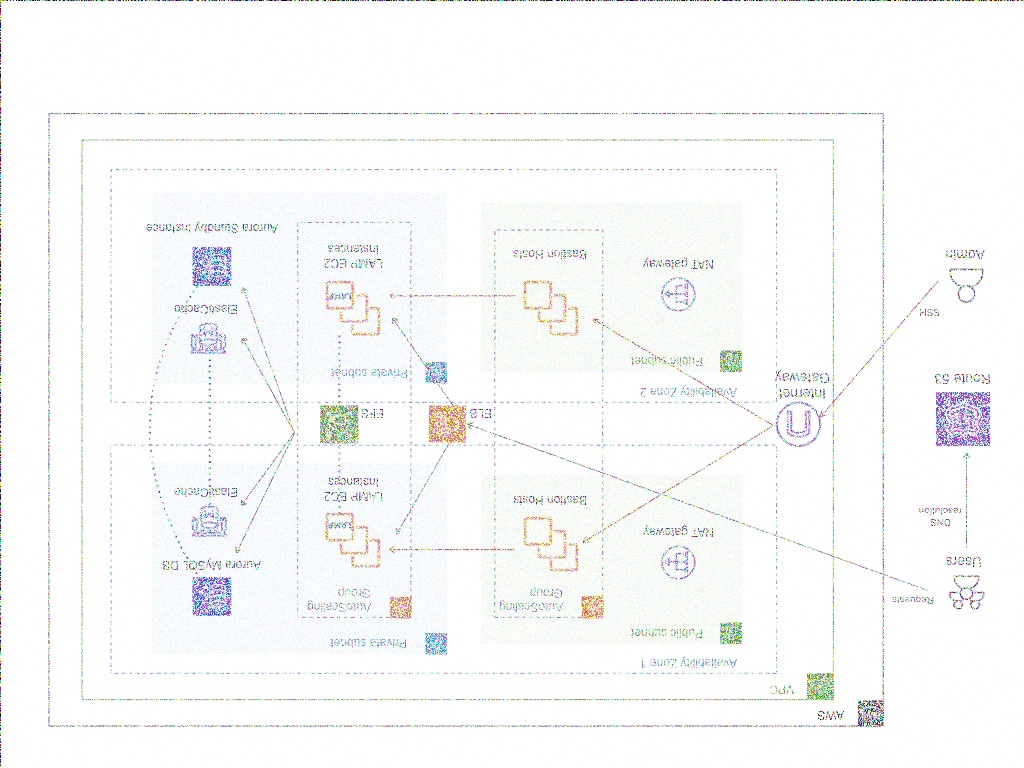 AWS
VPC
Availability Zone 1
Public subnet
Private subnet
AutoScaling
Group
AutoScaling
Group
Requests
Users
Aurora MySQL DB
NAT gateway
LAMP
DNS
resolution
Bastion Hosts
LAMP EC2
Instances
ElastiCache
ELB
EFS
Route 53
Internet
Gateway
Availability Zone 2
Public subnet
Private subnet
SSH
ElastiCache
LAMP
Admin
NAT gateway
Bastion Hosts
LAMP EC2
Instances
Aurora Standby Instance